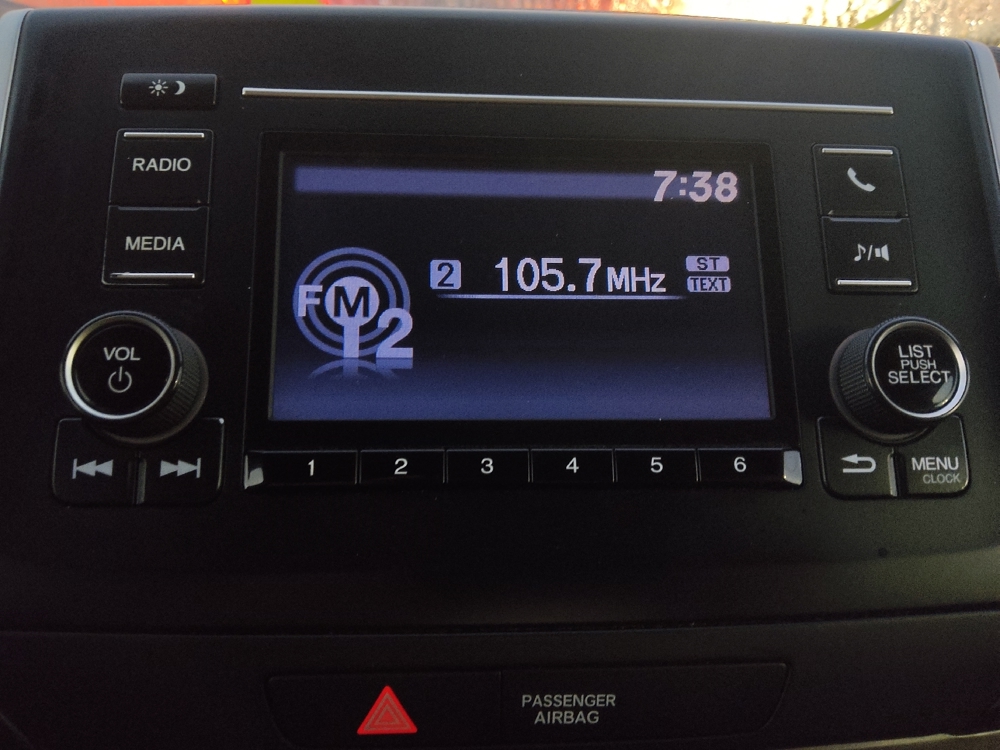 RADIO
MEDIA
VOL
7:38
FM
2
2 105.7MHz
ST
TEXT
LIST
PUSH
SELECT
1 2 3 4 5 6
MENU
CLOCK
PASSENGER
AIRBAG